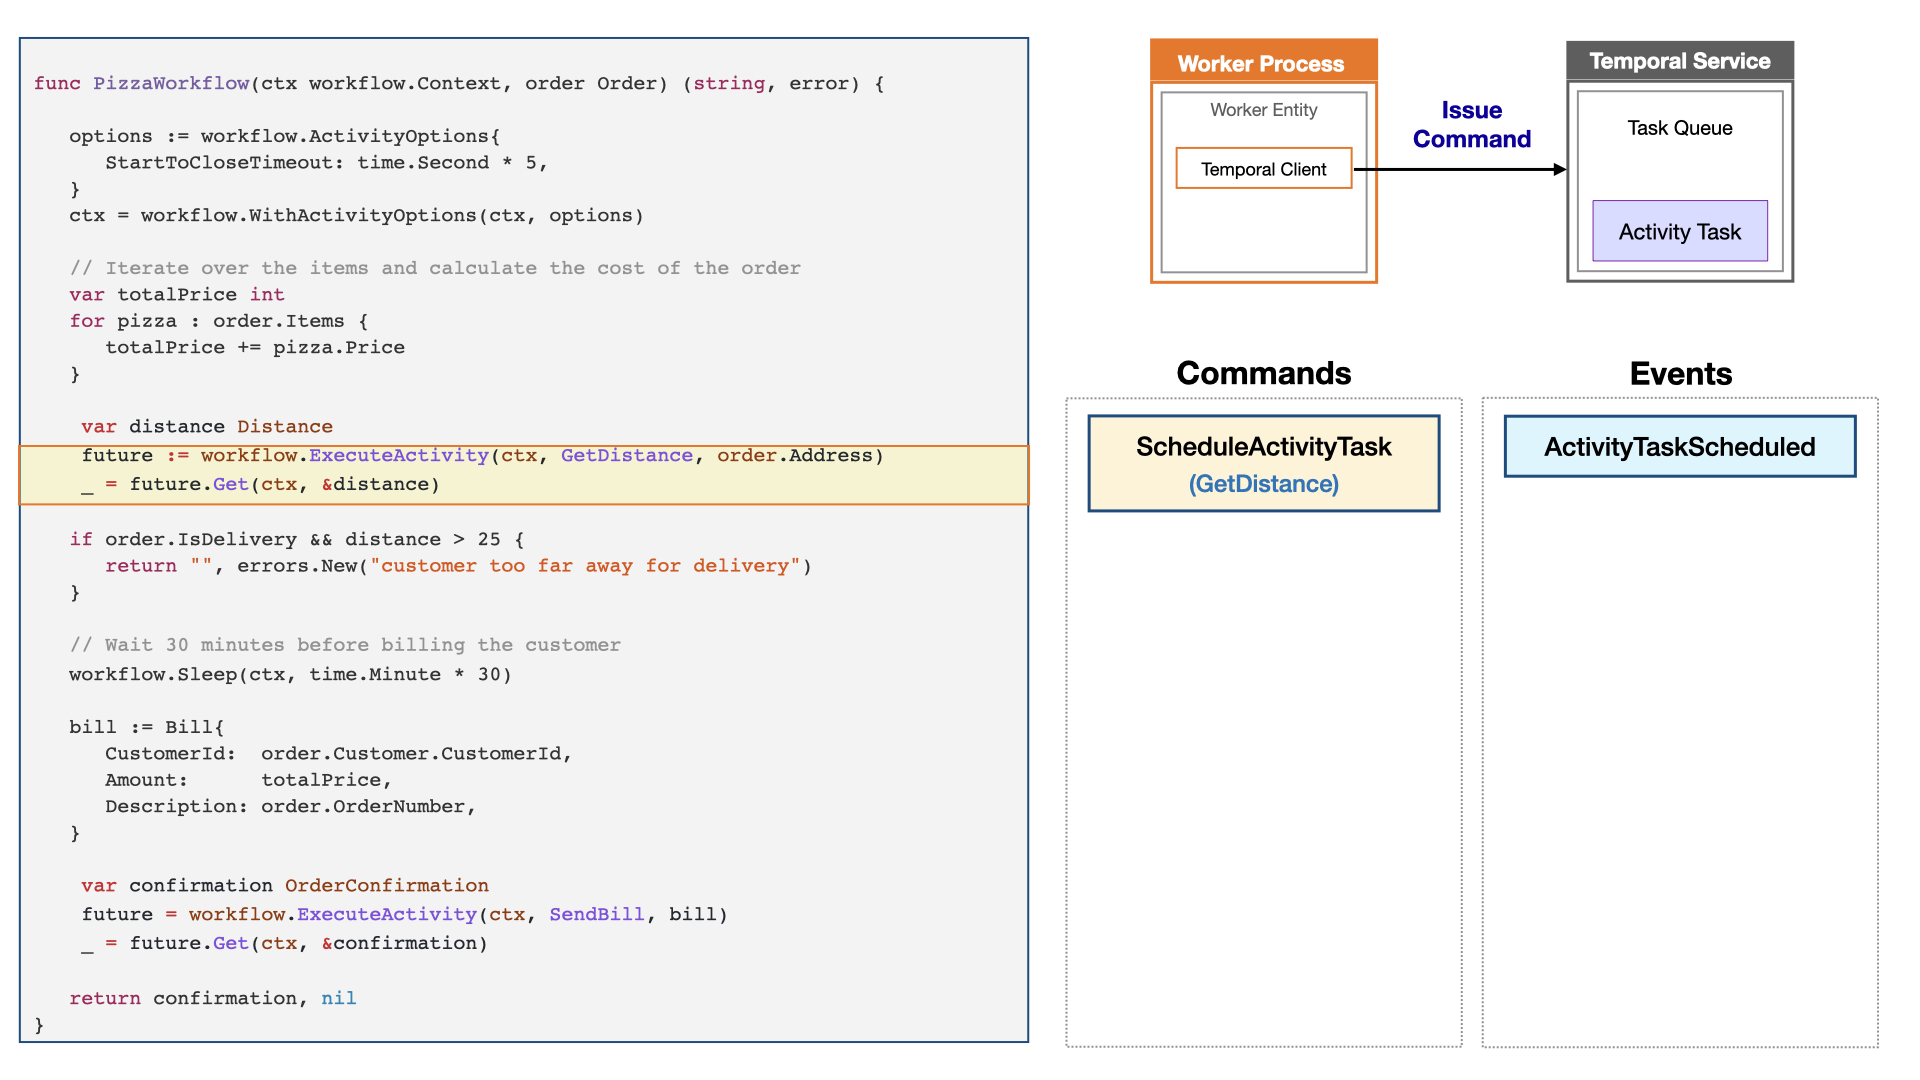 func PizzaWorkflow(ctx workflow.Context, order Order) (string, error) {
options := workflow.ActivityOptions{
StartToCloseTimeout: time.Second * 5,
}
ctx = workflow.WithActivityOptions(ctx, options)
// Iterate over the items and calculate the cost of the order
var totalPrice int
for pizza : order.Items {
totalPrice += pizza.Price
}
var distance Distance
future := workflow.ExecuteActivity(ctx, GetDistance, order.Address)
_ = future.Get(ctx, &distance)
if order.IsDelivery && distance > 25 {
return "", errors.New("customer too far away for delivery")
}
// Wait 30 minutes before billing the customer
workflow.Sleep(ctx, time.Minute * 30)
bill := Bill{
CustomerId: order.Customer.CustomerId,
Amount: totalPrice,
Description: order.OrderNumber,
}
var confirmation OrderConfirmation
future = workflow.ExecuteActivity(ctx, SendBill, bill)
_ = future.Get(ctx, &confirmation)
return confirmation, nil
}
Worker Process
Worker Entity
Temporal Client
Issue
Command
Temporal Service
Task Queue
Activity Task
Commands
ScheduleActivityTask
(GetDistance)
Events
ActivityTaskScheduled